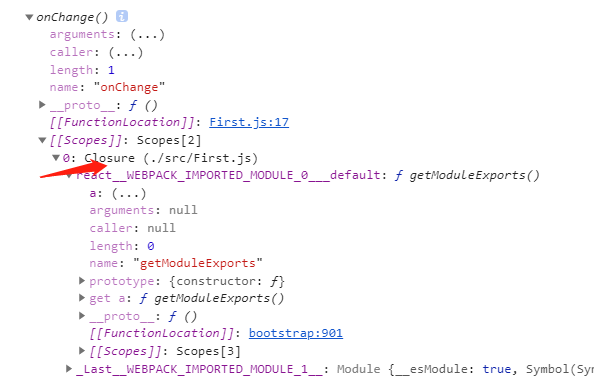 onChange() i
arguments: (...)
caller: (...)
length: 1
name: "onChange"
__proto__: ƒ ()
[[FunctionLocation]]: First.js:17
[[Scopes]]: Scopes[2]
0: Closure (./src/First.js)
react__WEBPACK_IMPORTED_MODULE_0___default: ƒ getModuleExports()
a: (...)
arguments: null
caller: null
length: 0
name: "getModuleExports"
prototype: {constructor: ƒ}
get a: ƒ getModuleExports()
__proto__: ƒ ()
[[FunctionLocation]]: bootstrap:901
[[Scopes]]: Scopes[3]
_Last__WEBPACK_IMPORTED_MODULE_1__: Module {__esModule: true, Symbol(Sy